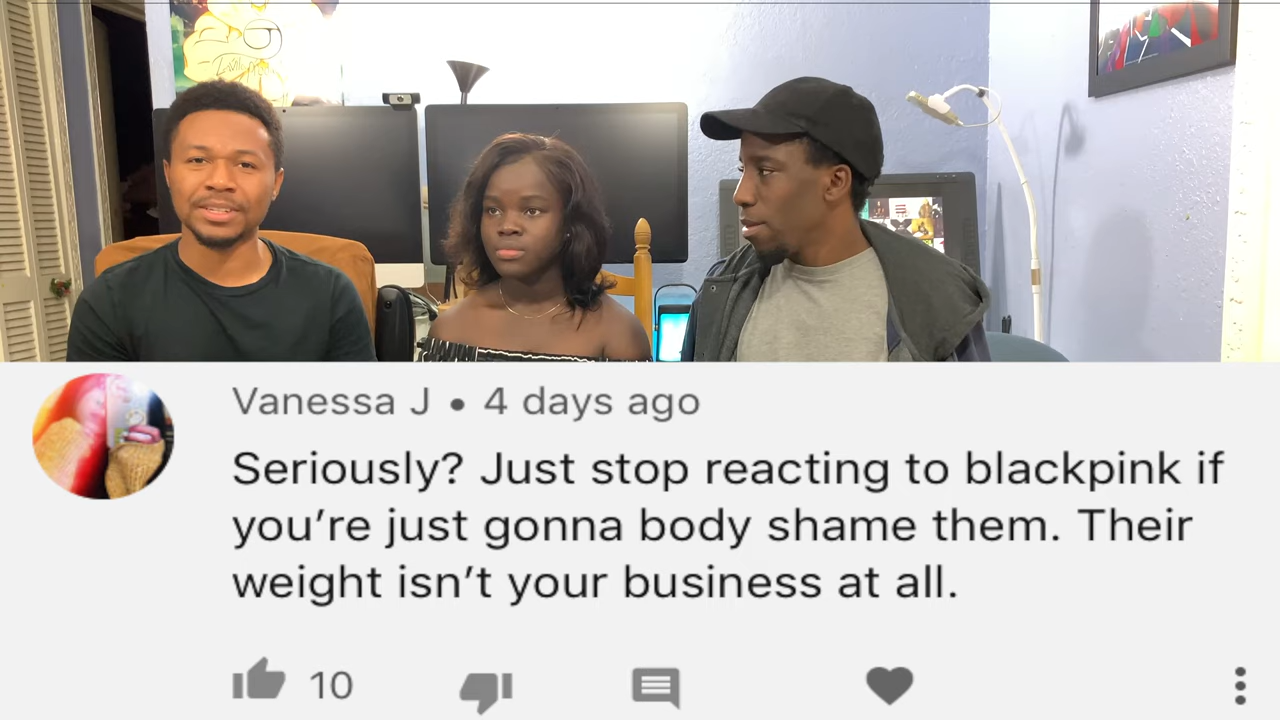 Vanessa J • 4 days ago
Seriously? Just stop reacting to blackpink if
you're just gonna body shame them. Their
weight isn't your business at all.
10